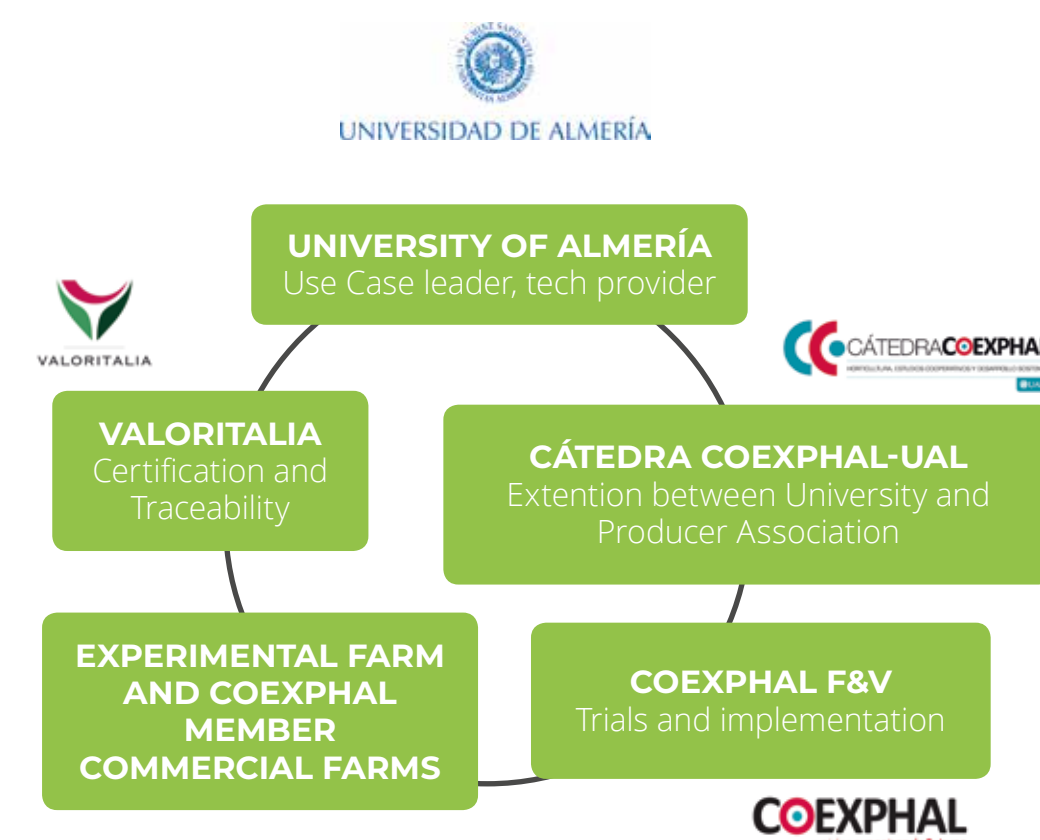 UNIVERSIDAD DE ALMERÍA
UNIVERSITY OF ALMERÍA
Use Case leader, tech provider
VALORITALIA
CÁTEDRACOEXPHAL
VALORITALIA
Certification and
Traceability
CÁTEDRA COEXPHAL-UAL
Extention between University and
Producer Association
EXPERIMENTAL FARM
AND COEXPHAL
MEMBER
COMMERCIAL FARMS
COEXPHAL F&V
Trials and implementation
COEXPHAL